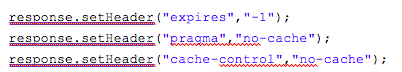 response.setHeader("expires","-1");
response.setHeader("pragma","no-cache");
response.setHeader("cache-control","no-cache");